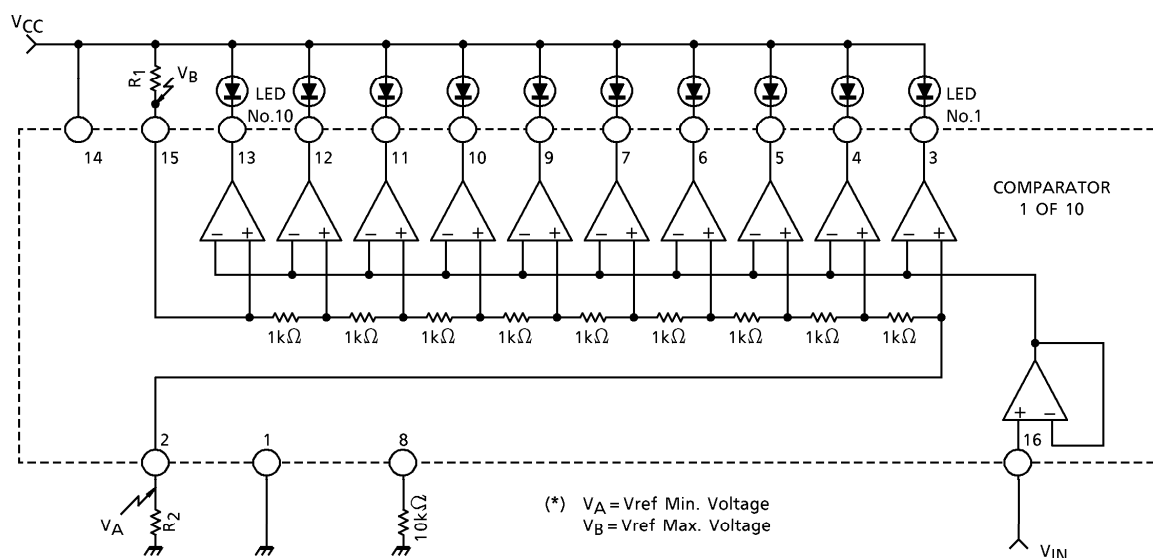 VCC
R1
VB
LED
No.10
LED
No.1
14
15
13
12
11
10
9
7
6
5
4
3
COMPARATOR
1 OF 10
− + − + − + − + − + − + − + − + − + − +
1kΩ 1kΩ 1kΩ 1kΩ 1kΩ 1kΩ 1kΩ 1kΩ 1kΩ
+ −
2
1
8
16
VA
R2
10kΩ
(*) VA = Vref Min. Voltage
VB = Vref Max. Voltage
VIN